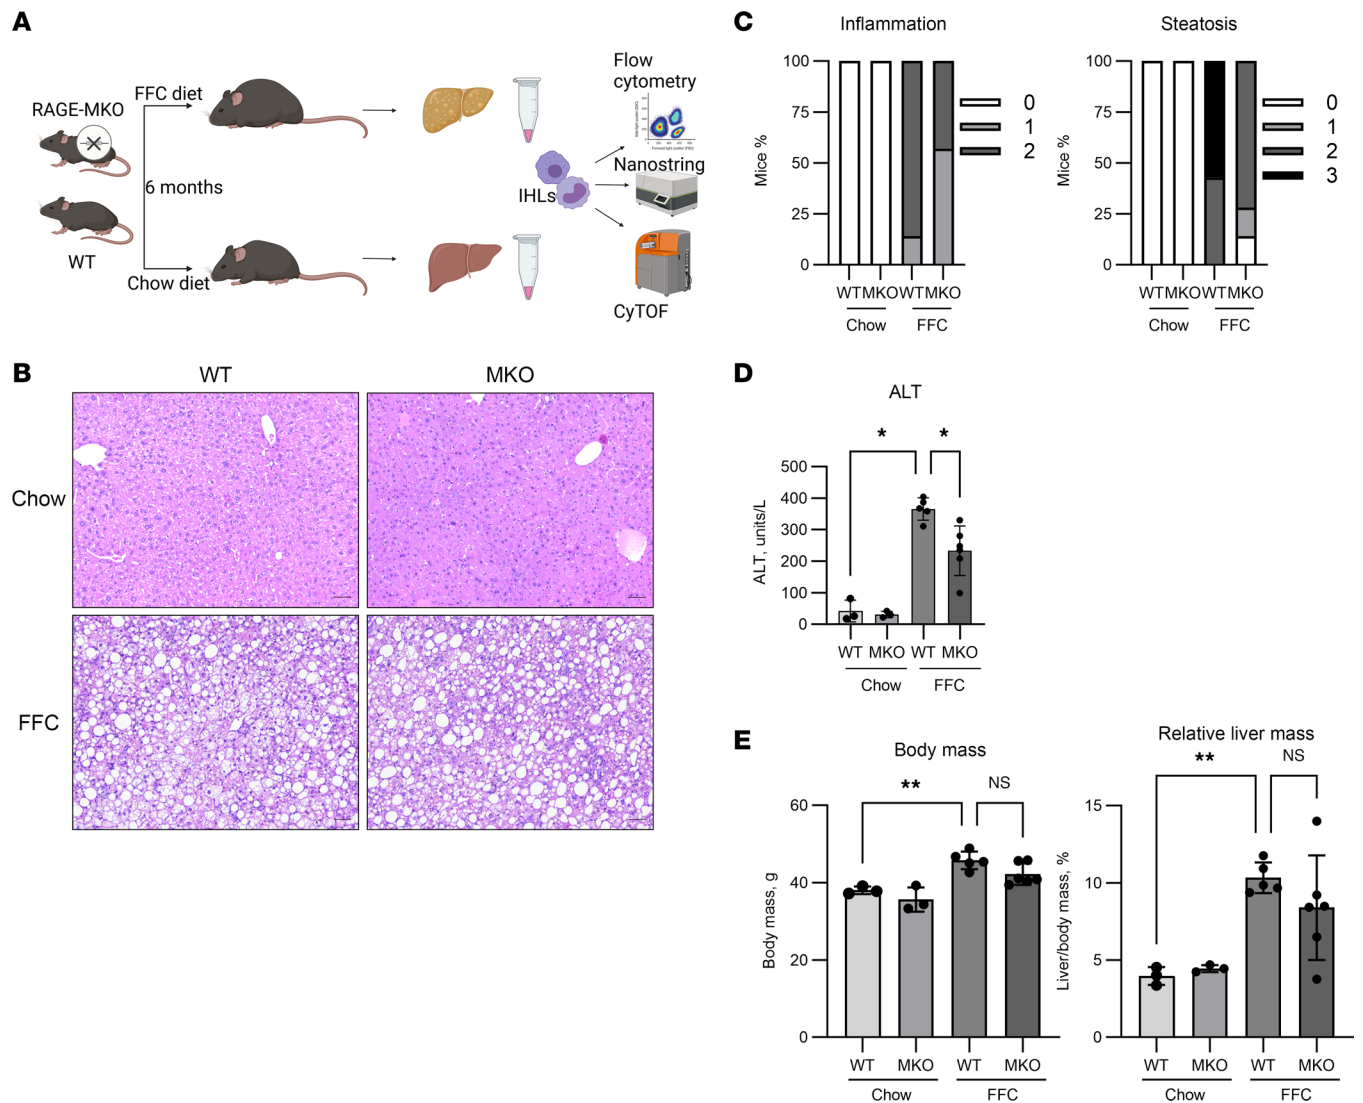 A
RAGE-MKO
WT
FFC diet
6 months
Chow diet
IHLs
Flow
cytometry
Nanostring
CyTOF
B
WT
MKO
Chow
FFC
C
Inflammation
Mice %
100
75
50
25
0
WT MKO WT MKO
Chow
FFC
0
1
2
Steatosis
Mice %
100
75
50
25
0
WT MKO WT MKO
Chow
FFC
0
1
2
3
D
ALT
*
*
ALT, units/L
500
400
300
200
100
0
WT MKO WT MKO
Chow
FFC
E
Body mass
**
NS
Body mass, g
60
40
20
0
WT MKO WT MKO
Chow
FFC
Relative liver mass
**
NS
Liver/body mass, %
15
10
5
0
WT MKO WT MKO
Chow
FFC